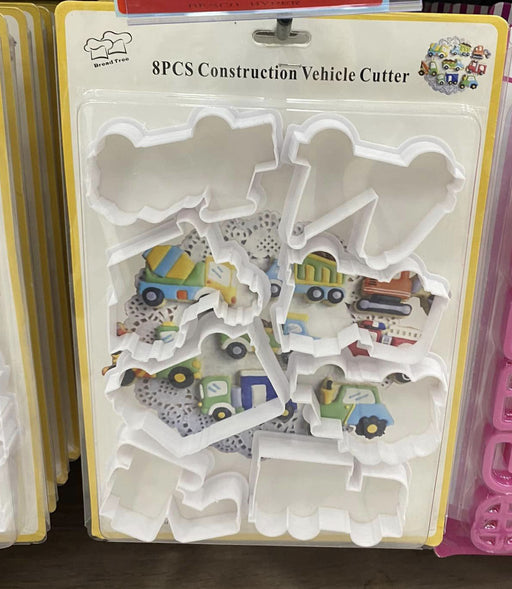 Bread Tree
8PCS Construction Vehicle Cutter